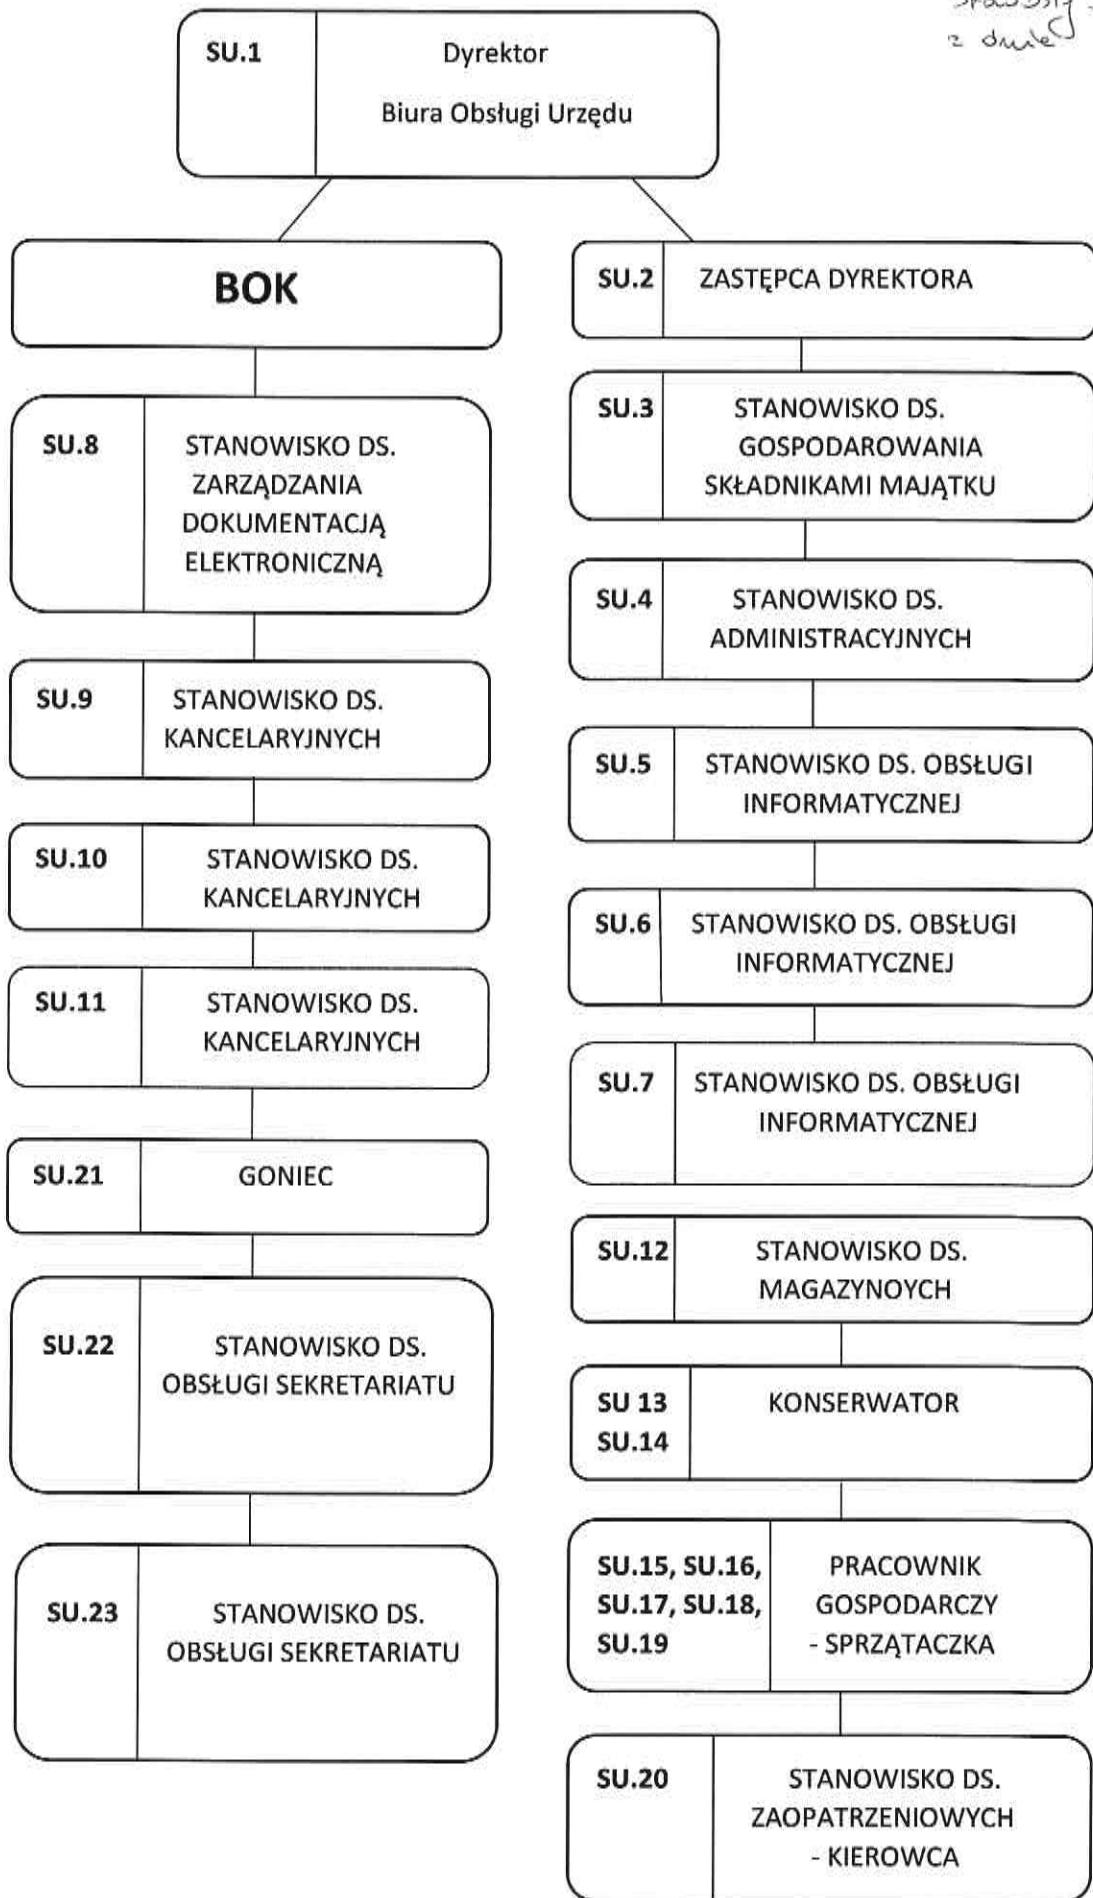 z dnia
SU.1 Dyrektor
Biura Obsługi Urzędu
BOK
SU.8 STANOWISKO DS.
ZARZĄDZANIA
DOKUMENTACJĄ
ELEKTRONICZNĄ
SU.9 STANOWISKO DS.
KANCELARYJNYCH
SU.10 STANOWISKO DS.
KANCELARYJNYCH
SU.11 STANOWISKO DS.
KANCELARYJNYCH
SU.21 GONIEC
SU.22 STANOWISKO DS.
OBSŁUGI SEKRETARIATU
SU.23 STANOWISKO DS.
OBSŁUGI SEKRETARIATU
SU.2 ZASTĘPCA DYREKTORA
SU.3 STANOWISKO DS.
GOSPODAROWANIA
SKŁADNIKAMI MAJĄTKU
SU.4 STANOWISKO DS.
ADMINISTRACYJNYCH
SU.5 STANOWISKO DS. OBSŁUGI
INFORMATYCZNEJ
SU.6 STANOWISKO DS. OBSŁUGI
INFORMATYCZNEJ
SU.7 STANOWISKO DS. OBSŁUGI
INFORMATYCZNEJ
SU.12 STANOWISKO DS.
MAGAZYNOYCH
SU 13 KONSERWATOR
SU.14
SU.15, SU.16, PRACOWNIK
SU.17, SU.18, GOSPODARCZY
SU.19 - SPRZĄTACZKA
SU.20 STANOWISKO DS.
ZAOPATRZENIOWYCH
- KIEROWCA